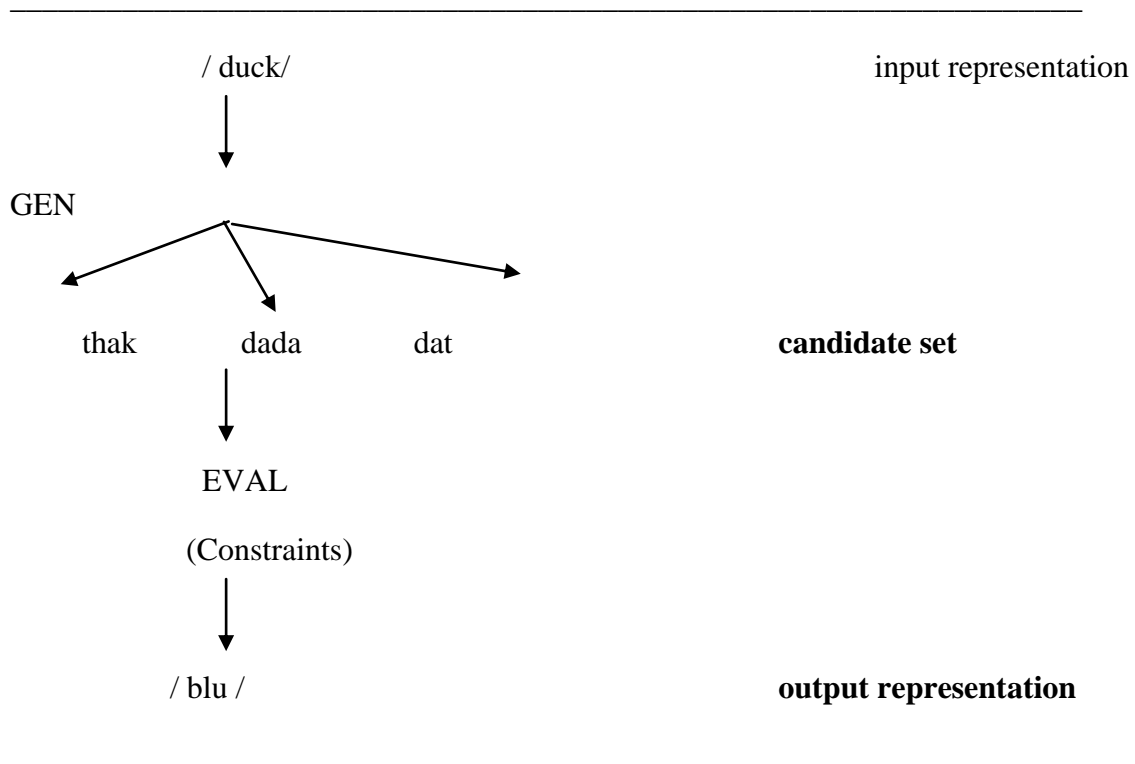 / duck/ input representation
GEN
thak dada dat candidate set
EVAL
(Constraints)
/ blu / output representation